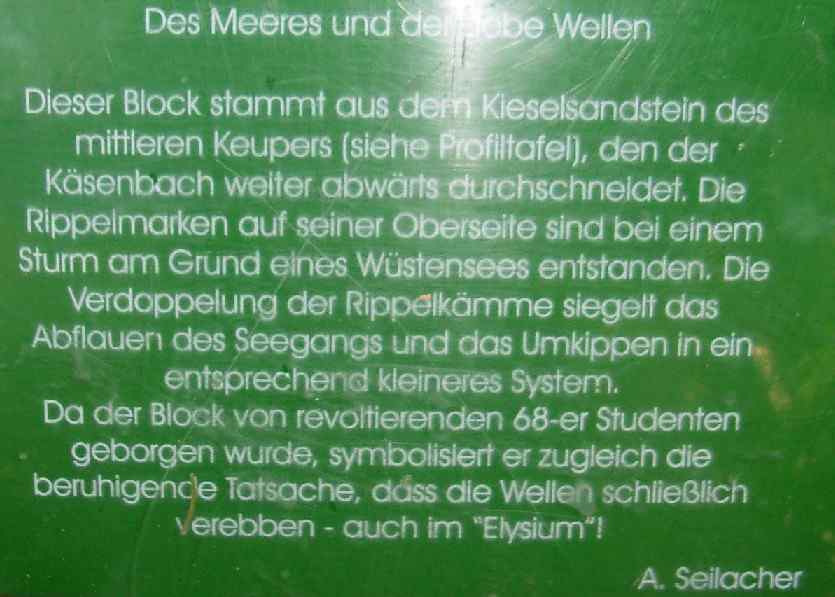 Des Meeres und der Wellen
Dieser Block stammt aus dem Kieselsandstein des
mittleren Keupers (siehe Profiltafel), den der
Käsenbach weiter abwärts durchschneidet. Die
Rippelmarken auf seiner Oberseite sind bei einem
Sturm am Grund eines Wüstensees entstanden. Die
Verdoppelung der Rippelkämme siegelt das
Abflauen des Seegangs und das Umkippen in ein
entsprechend kleineres System.
Da der Block von revoltierenden 68-er Studenten
geborgen wurde, symbolisiert er zugleich die
beruhigende Tatsache, dass die Wellen schließlich
verebben - auch im "Elysium"!
A. Seilacher